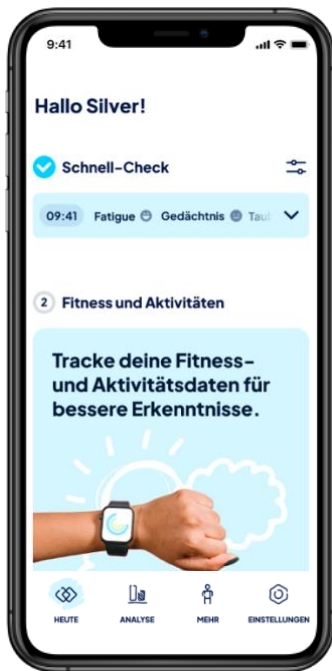 9:41
Hallo Silver!
Schnell-Check
09:41 Fatigue Gedächtnis
2 Fitness und Aktivitäten
Tracke deine Fitness-
und Aktivitätsdaten für
bessere Erkenntnisse.
HEUTE ANALYSE MEHR EINSTELLUNGEN